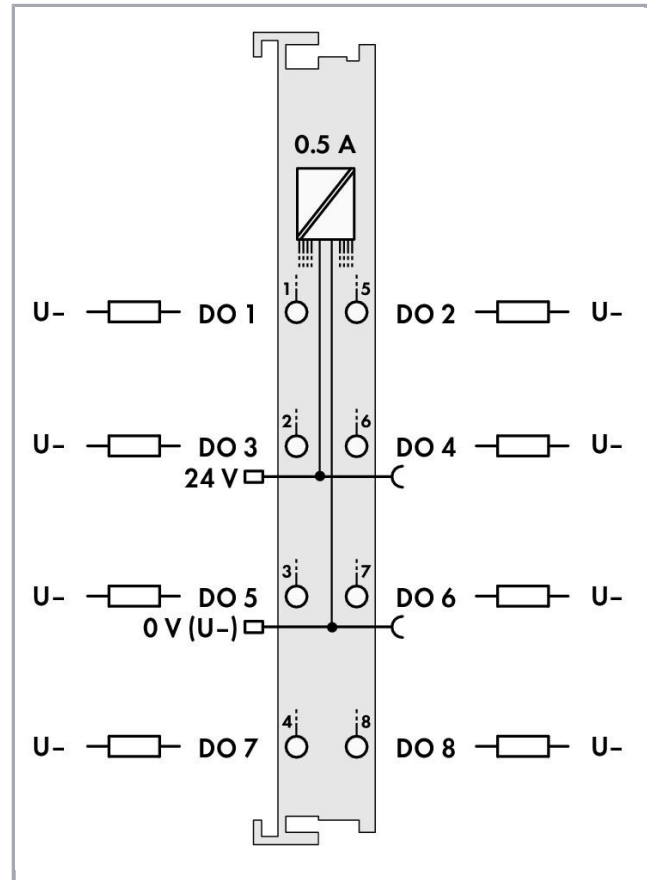 0.5 A
1 5
U– DO 1 DO 2 U–
2 6
U– DO 3 DO 4 U–
24 V
3 7
U– DO 5 DO 6 U–
0 V (U–)
4 8
U– DO 7 DO 8 U–